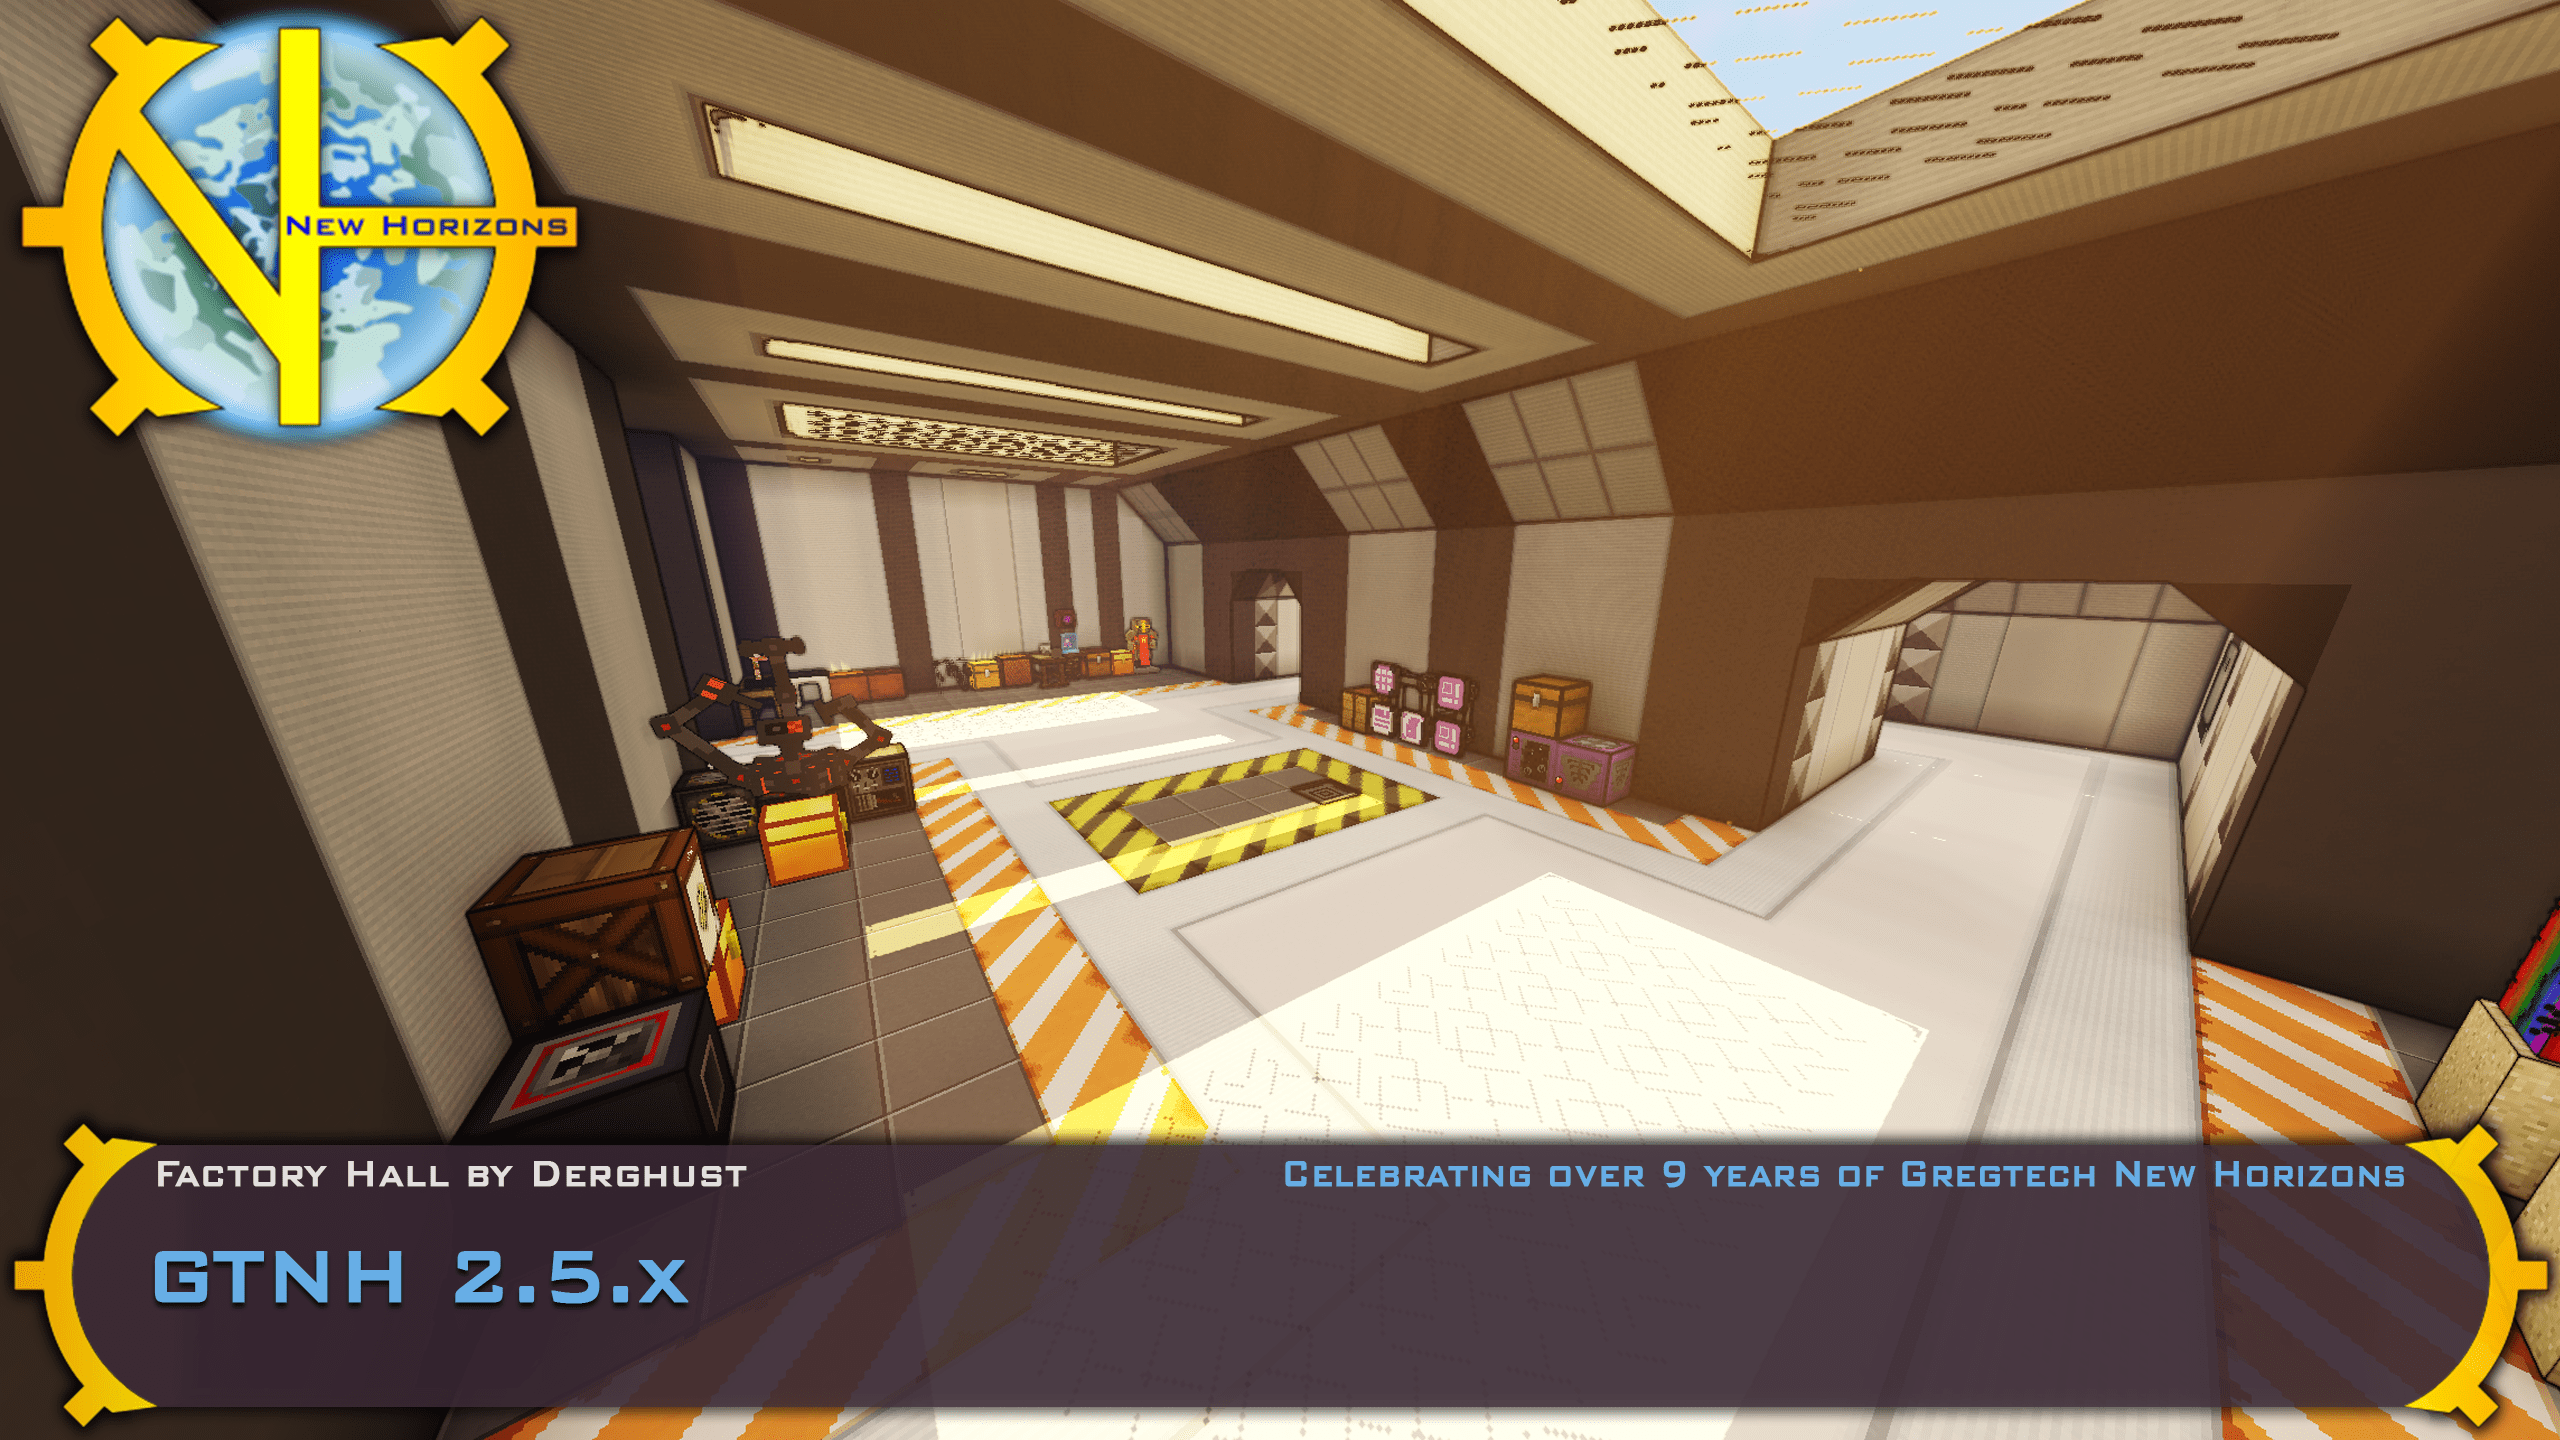 New Horizons
Factory Hall by Derghust
Celebrating over 9 years of Gregtech New Horizons
GTNH 2.5.x